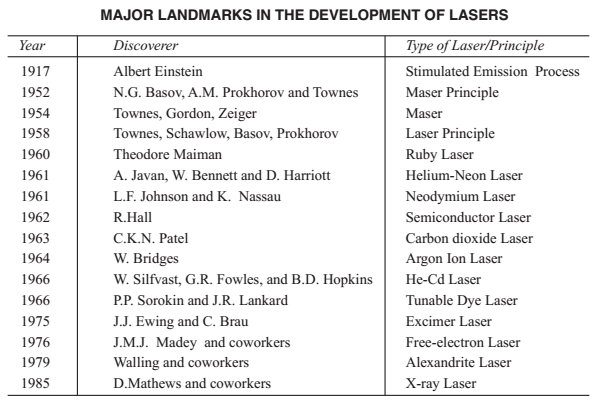 MAJOR LANDMARKS IN THE DEVELOPMENT OF LASERS
Year Discoverer Type of Laser/Principle
1917 Albert Einstein Stimulated Emission Process
1952 N.G. Basov, A.M. Prokhorov and Townes Maser Principle
1954 Townes, Gordon, Zeiger Maser
1958 Townes, Schawlow, Basov, Prokhorov Laser Principle
1960 Theodore Maiman Ruby Laser
1961 A. Javan, W. Bennett and D. Harriott Helium-Neon Laser
1961 L.F. Johnson and K. Nassau Neodymium Laser
1962 R.Hall Semiconductor Laser
1963 C.K.N. Patel Carbon dioxide Laser
1964 W. Bridges Argon Ion Laser
1966 W. Silfvast, G.R. Fowles, and B.D. Hopkins He-Cd Laser
1966 P.P. Sorokin and J.R. Lankard Tunable Dye Laser
1975 J.J. Ewing and C. Brau Excimer Laser
1976 J.M.J. Madey and coworkers Free-electron Laser
1979 Walling and coworkers Alexandrite Laser
1985 D.Mathews and coworkers X-ray Laser